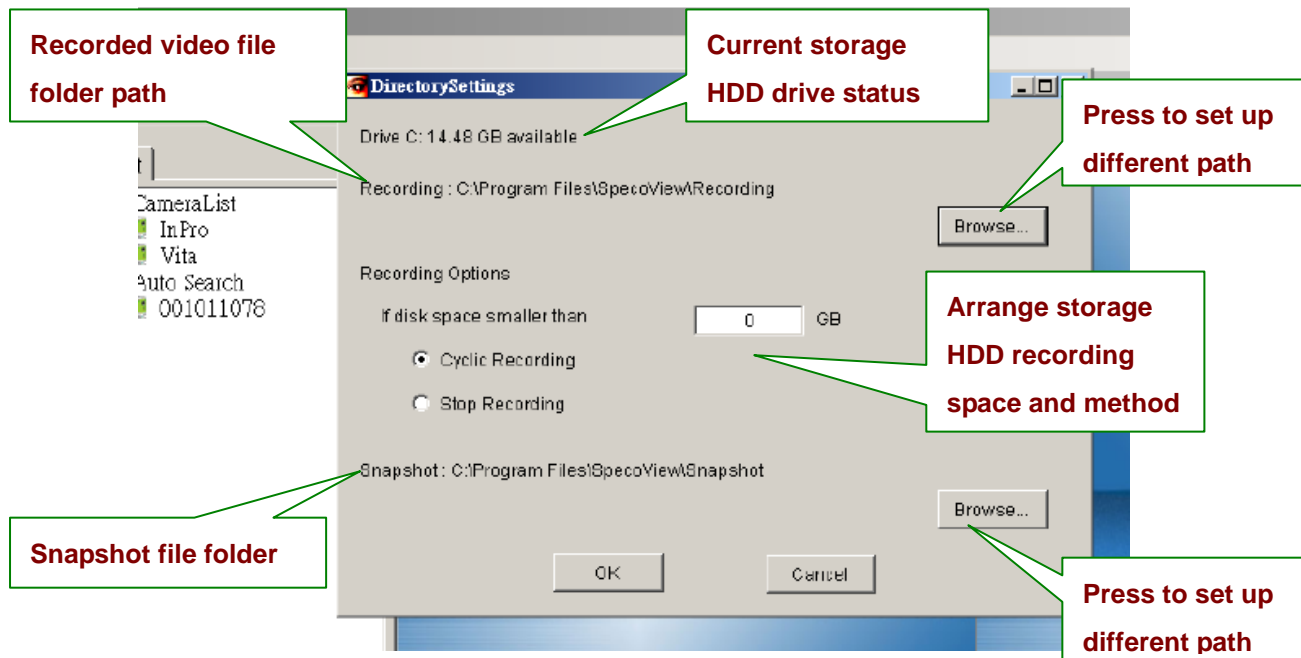 Recorded video file
folder path
Current storage
HDD drive status
DirectorySettings
Press to set up
different path
Drive C: 14.48 GB available
Recording : C:\Program Files\SpecoView\Recording
Browse...
CameraList
InPro
Vita
Auto Search
001011078
Recording Options
If disk space smaller than 0 GB
Cyclic Recording
Stop Recording
Arrange storage
HDD recording
space and method
Snapshot : C:\Program Files\SpecoView\Snapshot
Browse...
Snapshot file folder
OK
Cancel
Press to set up
different path